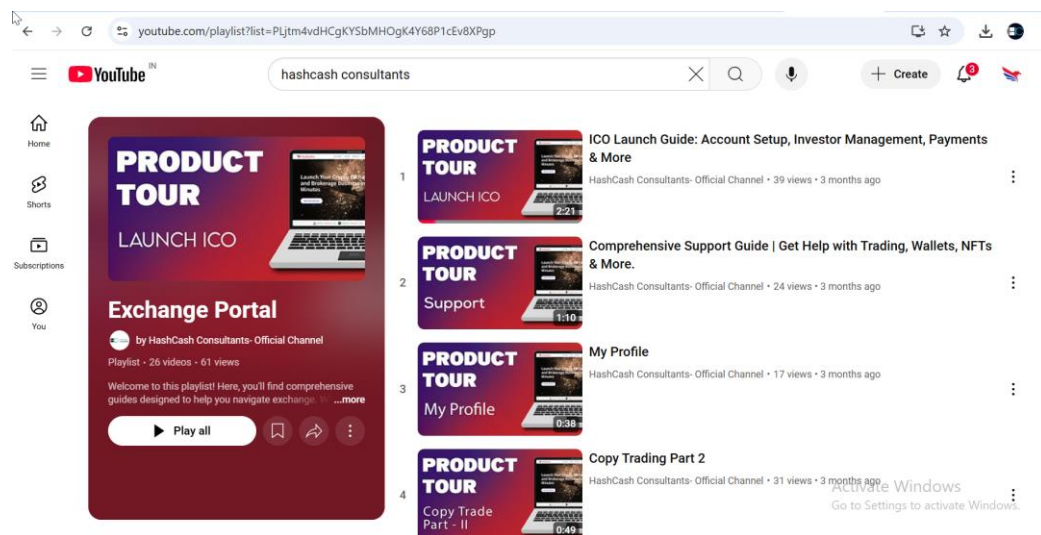 youtube.com/playlist?list=PLjtm4vdHCgKYSbMHOgK4Y68P1cEv8XPgp
YouTube IN
hashcash consultants
Create
3
Home
Shorts
Subscriptions
You
PRODUCT
TOUR
LAUNCH ICO
Exchange Portal
by HashCash Consultants- Official Channel
Playlist • 26 videos • 61 views
Welcome to this playlist! Here, you'll find comprehensive
guides designed to help you navigate exchange. W ...more
Play all
1
PRODUCT
TOUR
LAUNCH ICO
2:21
ICO Launch Guide: Account Setup, Investor Management, Payments
& More
HashCash Consultants- Official Channel • 39 views • 3 months ago
2
PRODUCT
TOUR
Support
1:10
Comprehensive Support Guide | Get Help with Trading, Wallets, NFTs
& More.
HashCash Consultants- Official Channel • 24 views • 3 months ago
3
PRODUCT
TOUR
My Profile
0:38
My Profile
HashCash Consultants- Official Channel • 17 views • 3 months ago
4
PRODUCT
TOUR
Copy Trade
Part - II
0:49
Copy Trading Part 2
HashCash Consultants- Official Channel • 31 views • 3 months ago
Activate Windows
Go to Settings to activate Windows.